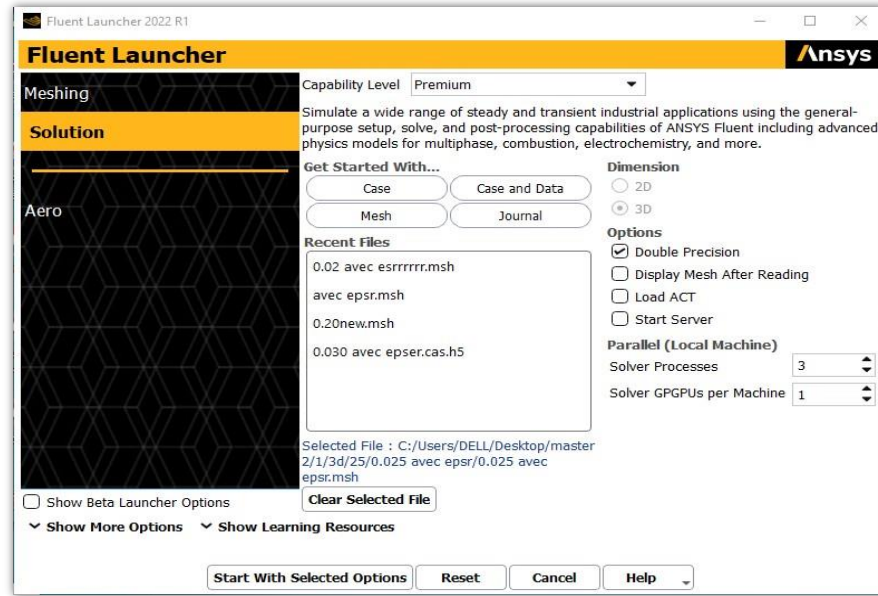 Fluent Launcher 2022 R1
Fluent Launcher
Ansys
Meshing
Solution
Aero
Capability Level Premium
Simulate a wide range of steady and transient industrial applications using the general-
purpose setup, solve, and post-processing capabilities of ANSYS Fluent including advanced
physics models for multiphase, combustion, electrochemistry, and more.
Get Started With...
Case
Case and Data
Mesh
Journal
Recent Files
0.02 avec esrrrrrr.msh
avec epsr.msh
0.20new.msh
0.030 avec epser.cas.h5
Selected File : C:/Users/DELL/Desktop/master
2/1/3d/25/0.025 avec epsr/0.025 avec
epsr.msh
Clear Selected File
Dimension
2D
3D
Options
Double Precision
Display Mesh After Reading
Load ACT
Start Server
Parallel (Local Machine)
Solver Processes 3
Solver GPGPUs per Machine 1
Show Beta Launcher Options
Show More Options Show Learning Resources
Start With Selected Options Reset Cancel Help